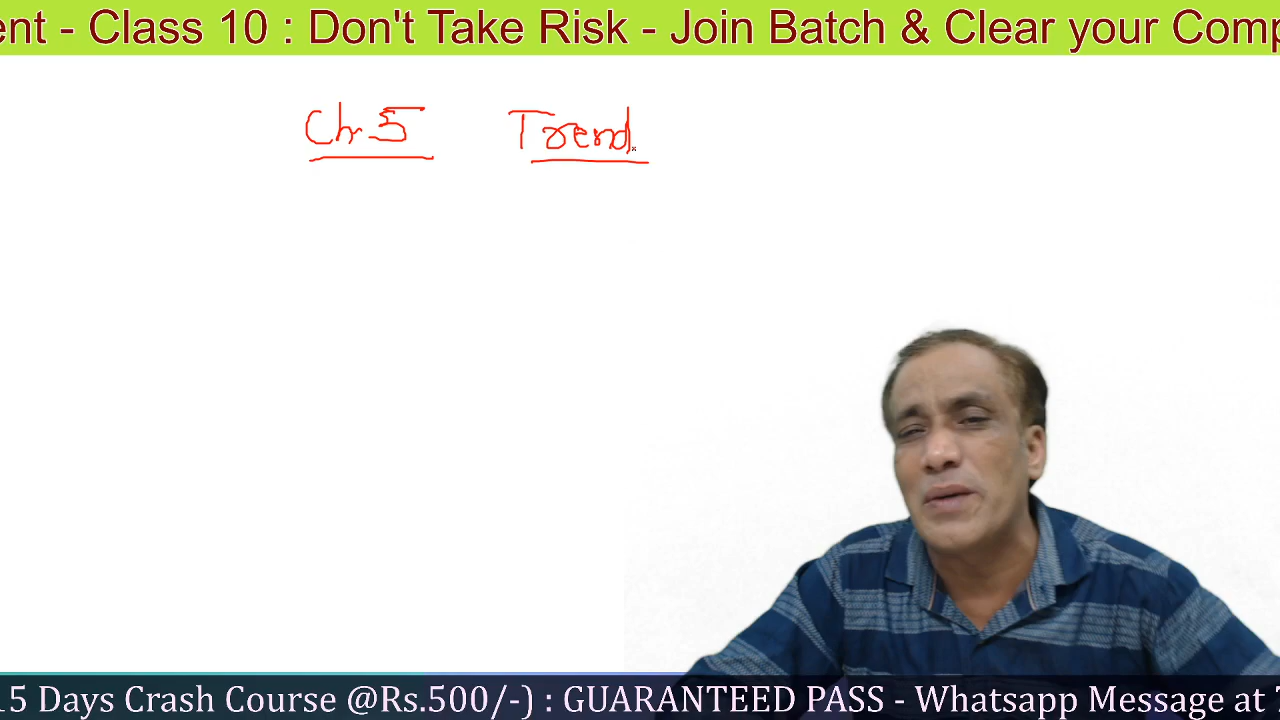 ent - Class 10 : Don't Take Risk - Join Batch & Clear your Comp
Ch. 5 Trend
15 Days Crash Course @Rs.500/-) : GUARANTEED PASS - Whatsapp Message at 7